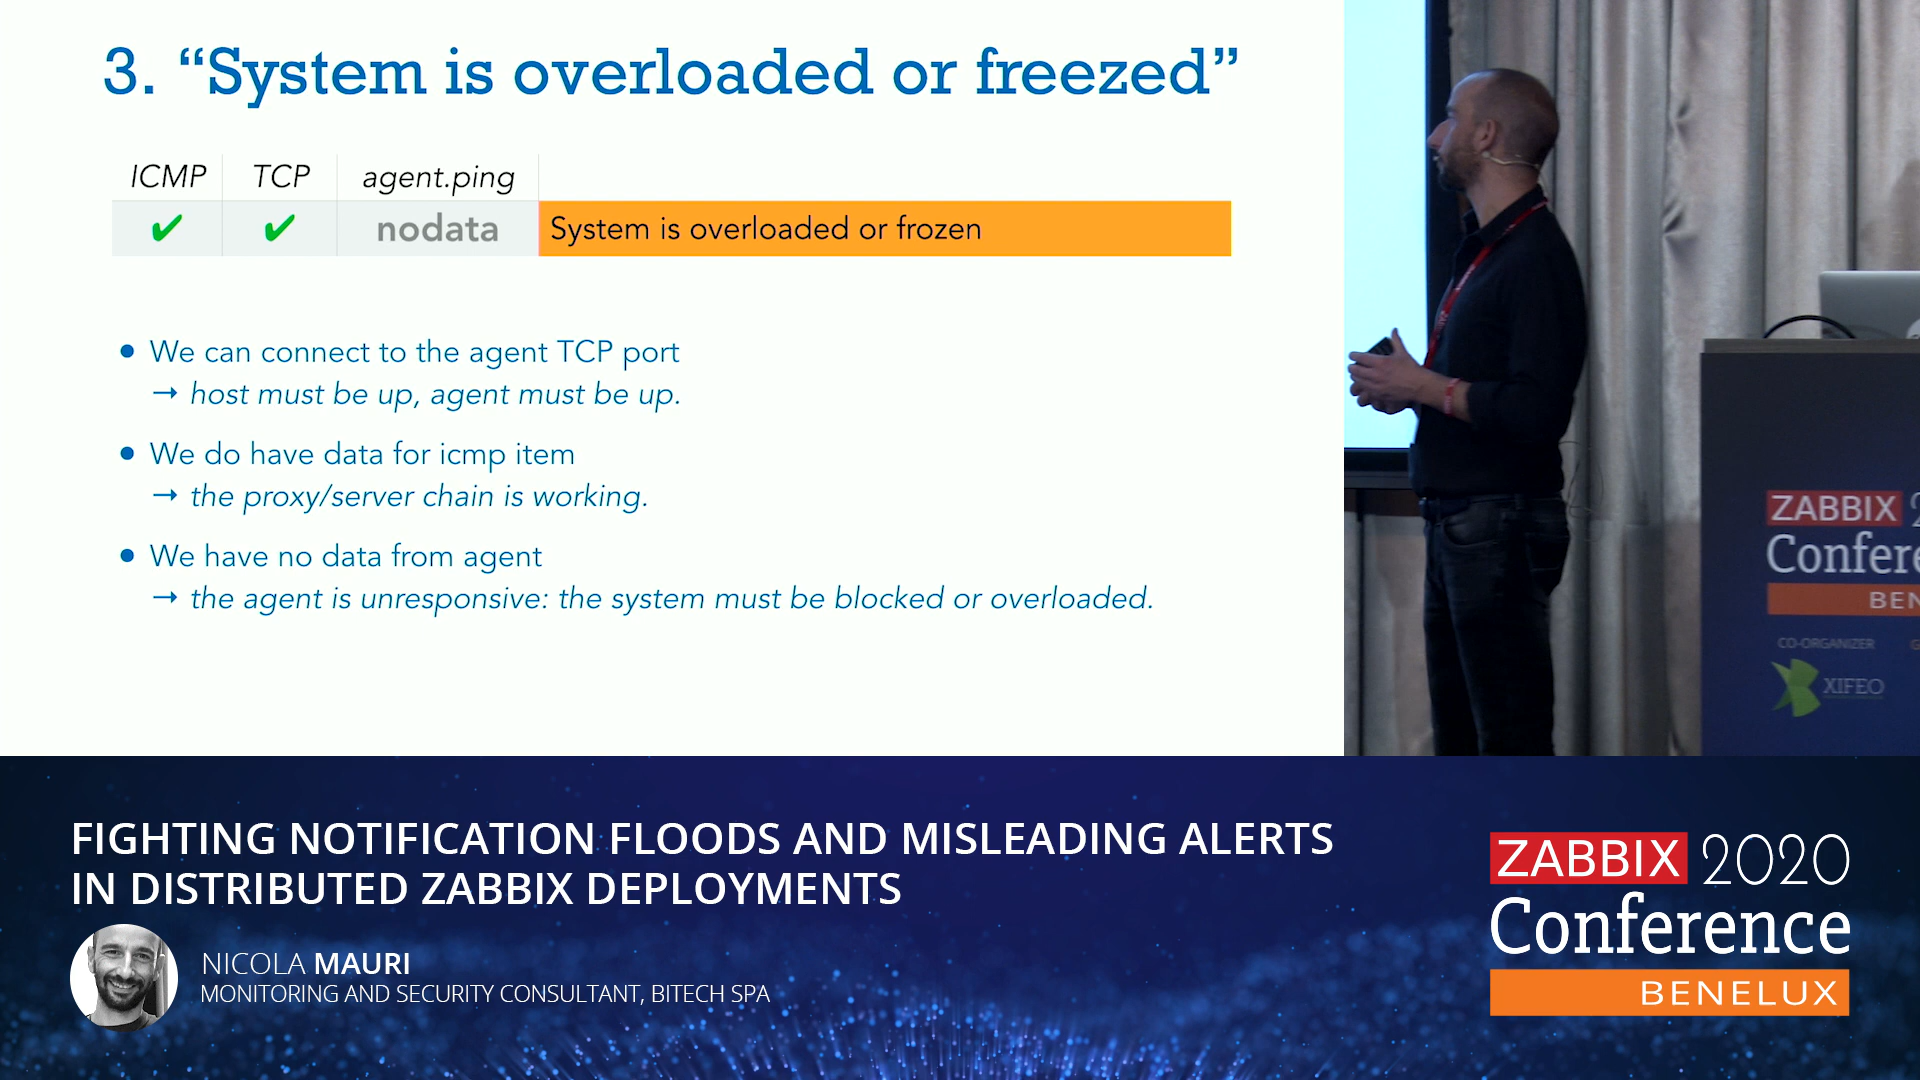 3. “System is overloaded or freezed”
ICMP TCP agent.ping
✔ ✔ nodata System is overloaded or frozen
• We can connect to the agent TCP port
→ host must be up, agent must be up.
• We do have data for icmp item
→ the proxy/server chain is working.
• We have no data from agent
→ the agent is unresponsive: the system must be blocked or overloaded.
ZABBIX 2
Confere
BEN
CO-ORGANIZER G
XIFEO
FIGHTING NOTIFICATION FLOODS AND MISLEADING ALERTS
IN DISTRIBUTED ZABBIX DEPLOYMENTS
NICOLA MAURI
MONITORING AND SECURITY CONSULTANT, BITECH SPA
ZABBIX 2020
Conference
BENELUX